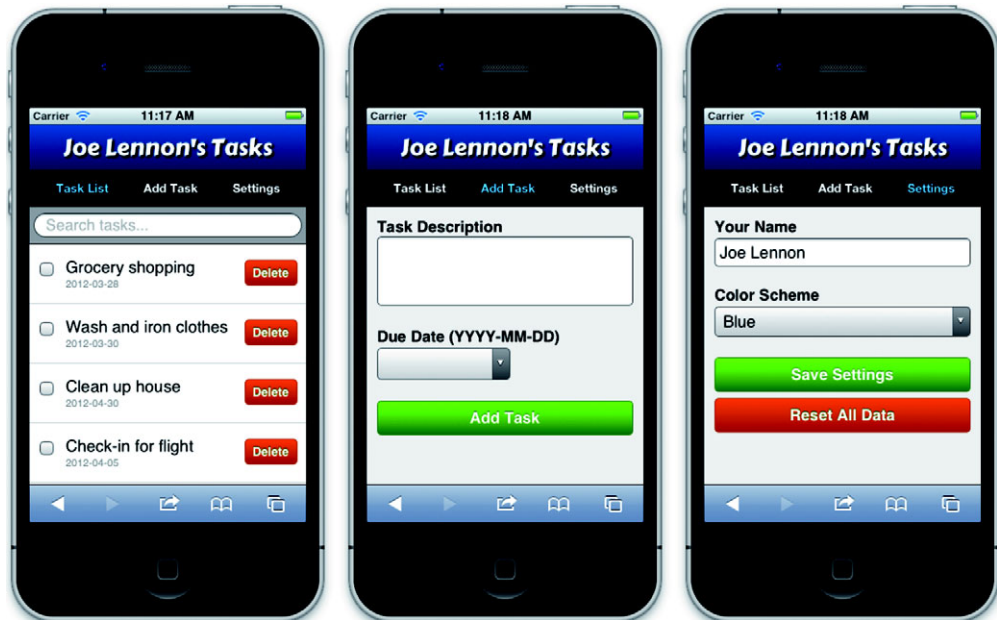 Carrier 11:17 AM
Joe Lennon's Tasks
Task List Add Task Settings
Search tasks...
Grocery shopping
2012-03-28
Delete
Wash and iron clothes
2012-03-30
Delete
Clean up house
2012-04-30
Delete
Check-in for flight
2012-04-05
Delete
Carrier 11:18 AM
Joe Lennon's Tasks
Task List Add Task Settings
Task Description
Due Date (YYYY-MM-DD)
Add Task
Carrier 11:18 AM
Joe Lennon's Tasks
Task List Add Task Settings
Your Name
Joe Lennon
Color Scheme
Blue
Save Settings
Reset All Data